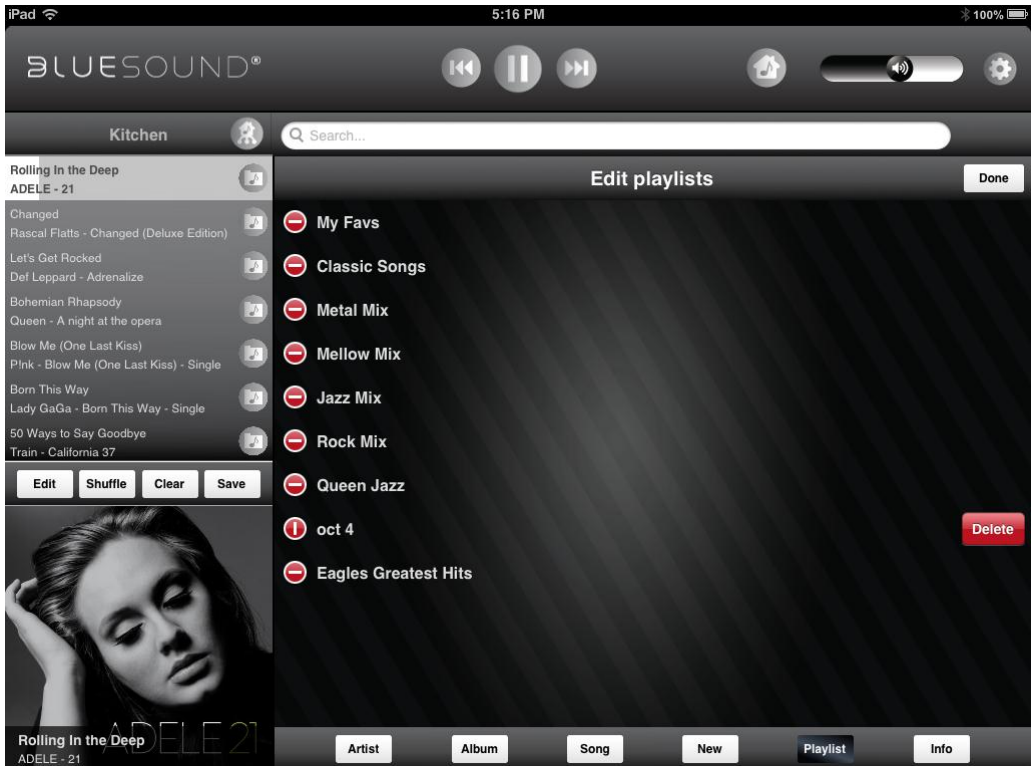 iPad 5:16 PM 100%
BLUESOUND®
Kitchen
Search...
Rolling In the Deep
ADELE - 21
Changed
Rascal Flatts - Changed (Deluxe Edition)
Let's Get Rocked
Def Leppard - Adrenalize
Bohemian Rhapsody
Queen - A night at the opera
Blow Me (One Last Kiss)
P!nk - Blow Me (One Last Kiss) - Single
Born This Way
Lady GaGa - Born This Way - Single
50 Ways to Say Goodbye
Train - California 37
Edit Shuffle Clear Save
ADELE 21
Rolling In the Deep
ADELE - 21
Edit playlists
Done
My Favs
Classic Songs
Metal Mix
Mellow Mix
Jazz Mix
Rock Mix
Queen Jazz
oct 4
Delete
Eagles Greatest Hits
Artist Album Song New Playlist Info